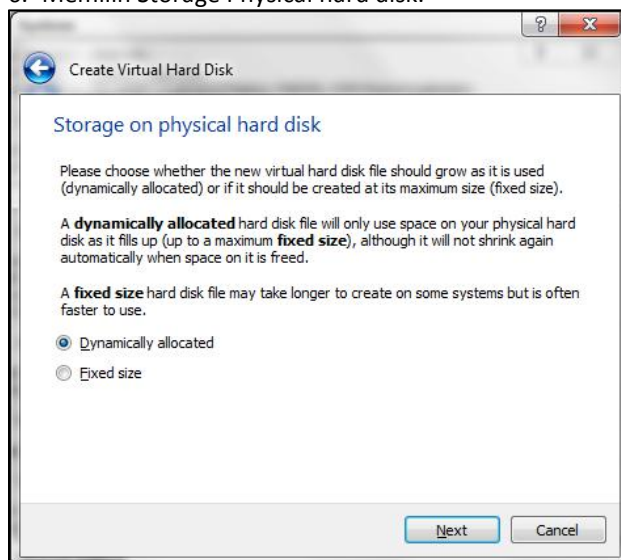 Storage Physical hard disk.
Create Virtual Hard Disk
Storage on physical hard disk
Please choose whether the new virtual hard disk file should grow as it is used
(dynamically allocated) or if it should be created at its maximum size (fixed size).
A dynamically allocated hard disk file will only use space on your physical hard
disk as it fills up (up to a maximum fixed size), although it will not shrink again
automatically when space on it is freed.
A fixed size hard disk file may take longer to create on some systems but is often
faster to use.
Dynamically allocated
Fixed size
Next
Cancel